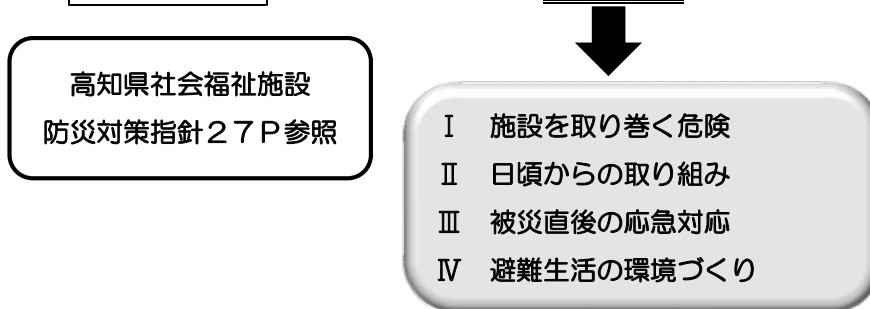 高知県社会福祉施設
防災対策指針27P参照
Ⅰ 施設を取り巻く危険
Ⅱ 日頃からの取り組み
Ⅲ 被災直後の応急対応
Ⅳ 避難生活の環境づくり